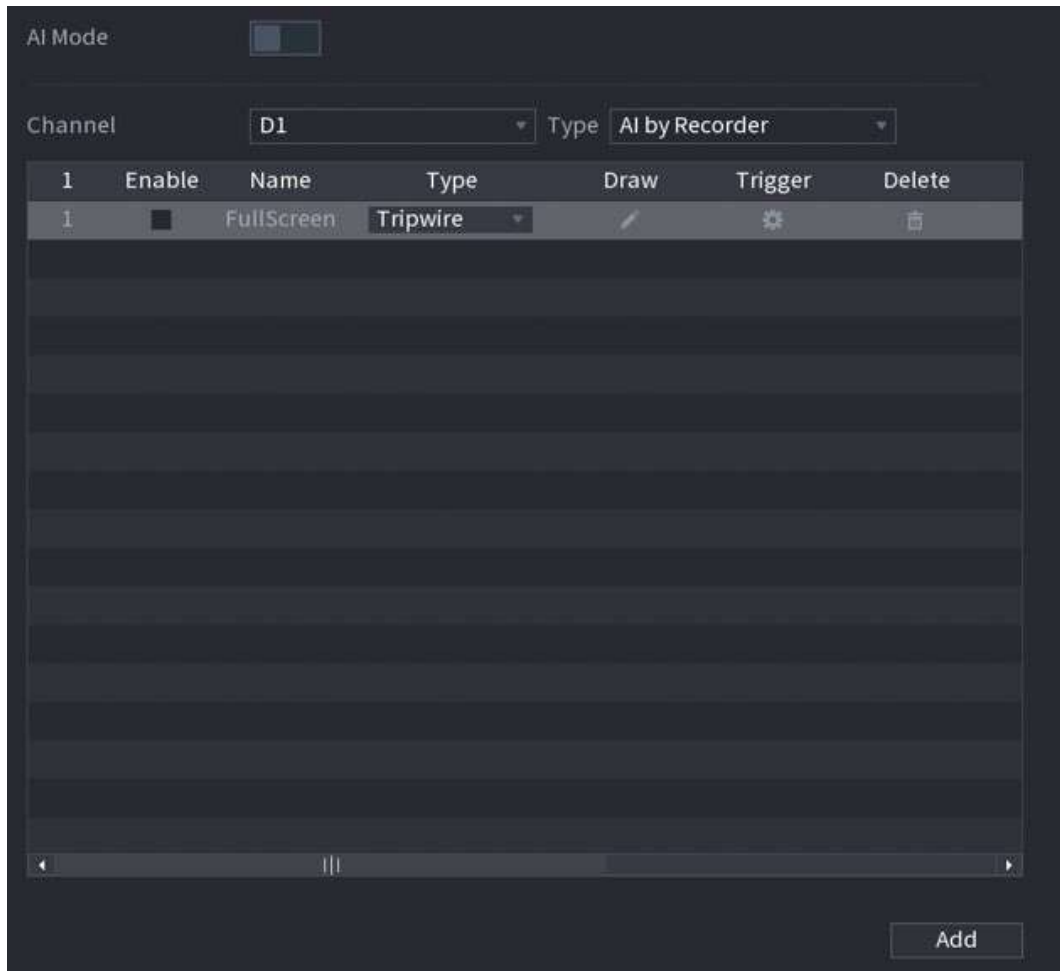 AI Mode
Channel D1 Type AI by Recorder
1 Enable Name Type Draw Trigger Delete
1 FullScreen Tripwire
Add